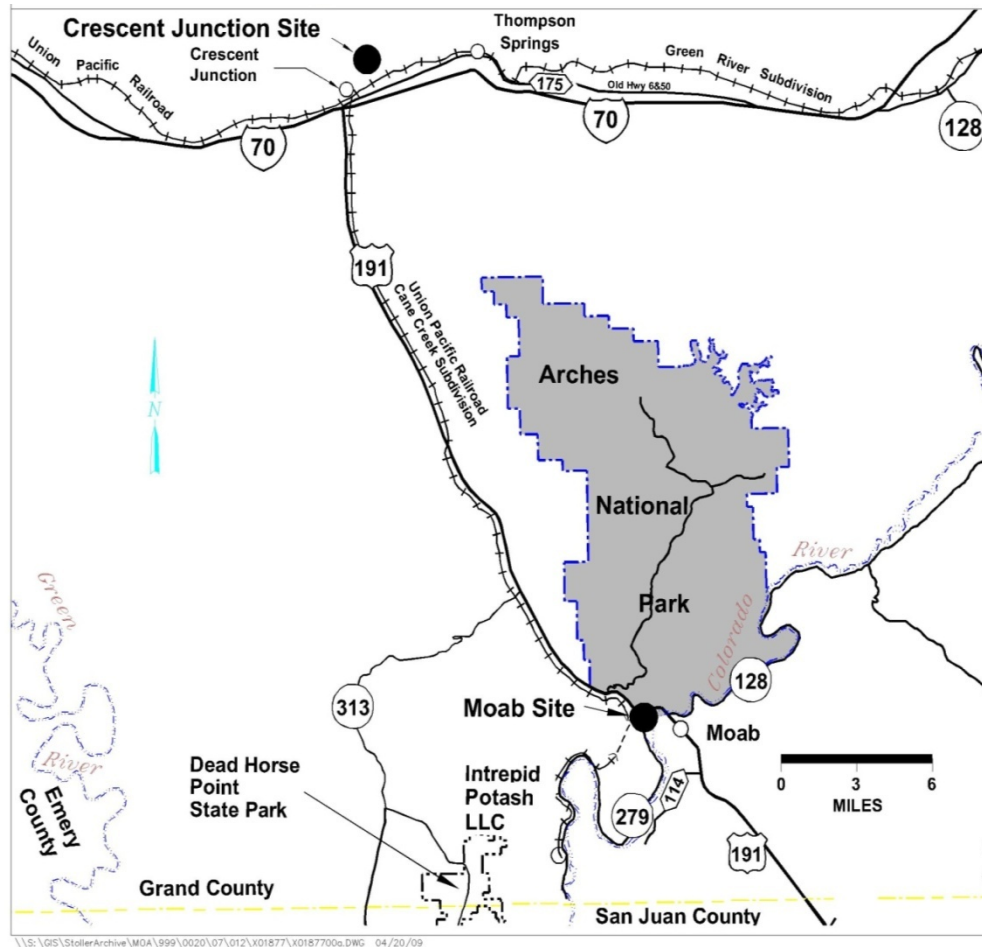 Crescent Junction Site
Crescent
Junction
Thompson
Springs
Union Pacific Railroad
Green River Subdivision
175
Old Hwy 6&50
70
70
128
191
Union Pacific Railroad
Cane Creek Subdivision
Arches
National
Park
N
River
Colorado
128
Green
River
Emery
County
313
Moab Site
Moab
Dead Horse
Point
State Park
Intrepid
Potash
LLC
279
114
191
0 3 6
MILES
Grand County
San Juan County
\\S:\GIS\StollerArchive\MOA\999\0020\07\012\X01877\X0187700a.DWG 04/20/09